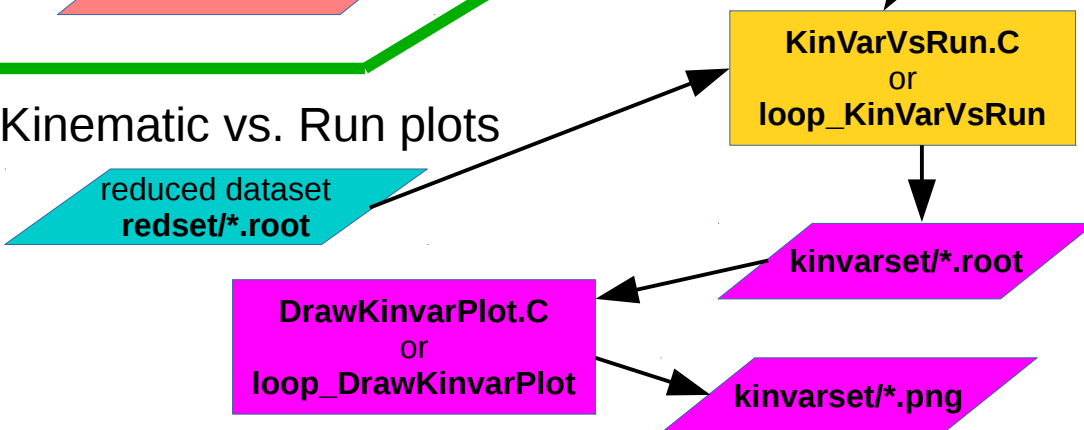 KinVarVsRun.C
or
loop_KinVarVsRun
Kinematic vs. Run plots
reduced dataset
redset/*.root
kinvarset/*.root
DrawKinvarPlot.C
or
loop_DrawKinvarPlot
kinvarset/*.png